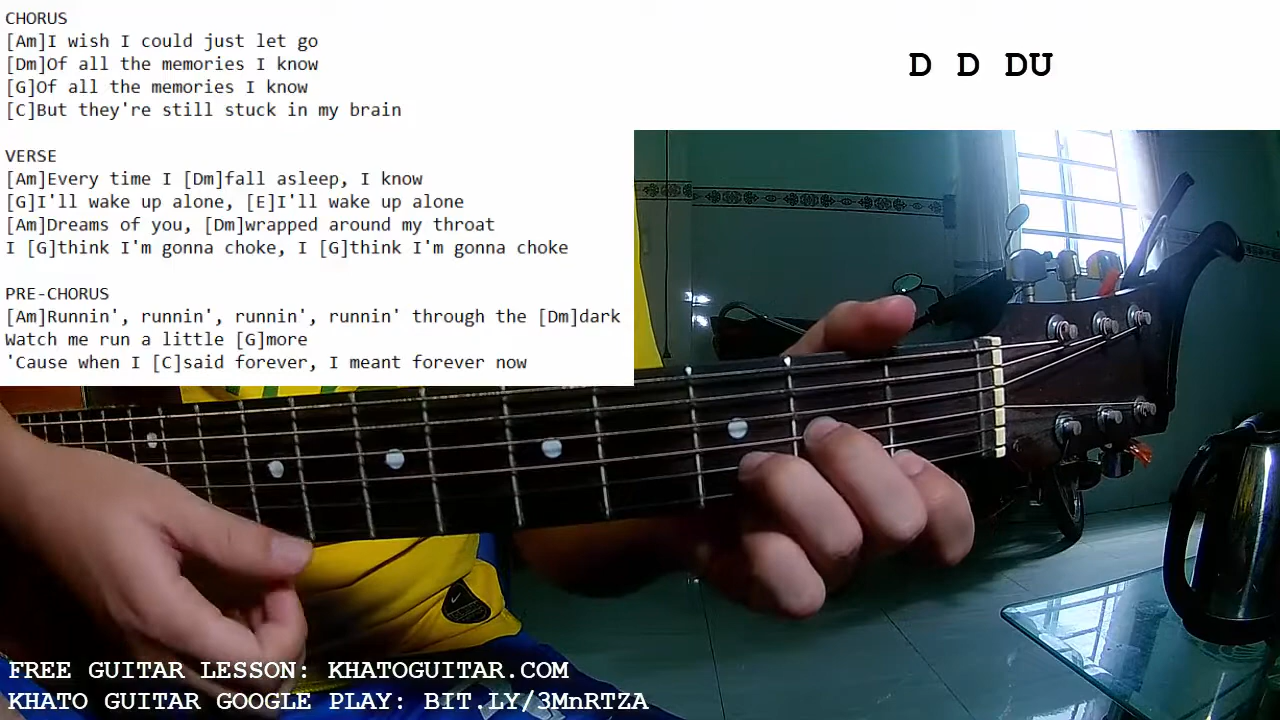 CHORUS
[Am]I wish I could just let go
[Dm]Of all the memories I know
[G]Of all the memories I know
[C]But they're still stuck in my brain
VERSE
[Am]Every time I [Dm]fall asleep, I know
[G]I'll wake up alone, [E]I'll wake up alone
[Am]Dreams of you, [Dm]wrapped around my throat
I [G]think I'm gonna choke, I [G]think I'm gonna choke
PRE-CHORUS
[Am]Runnin', runnin', runnin', runnin' through the [Dm]dark
Watch me run a little [G]more
'Cause when I [C]said forever, I meant forever now
D D DU
FREE GUITAR LESSON: KHATOGUITAR.COM
KHATO GUITAR GOOGLE PLAY: BIT.LY/3MnRTZA